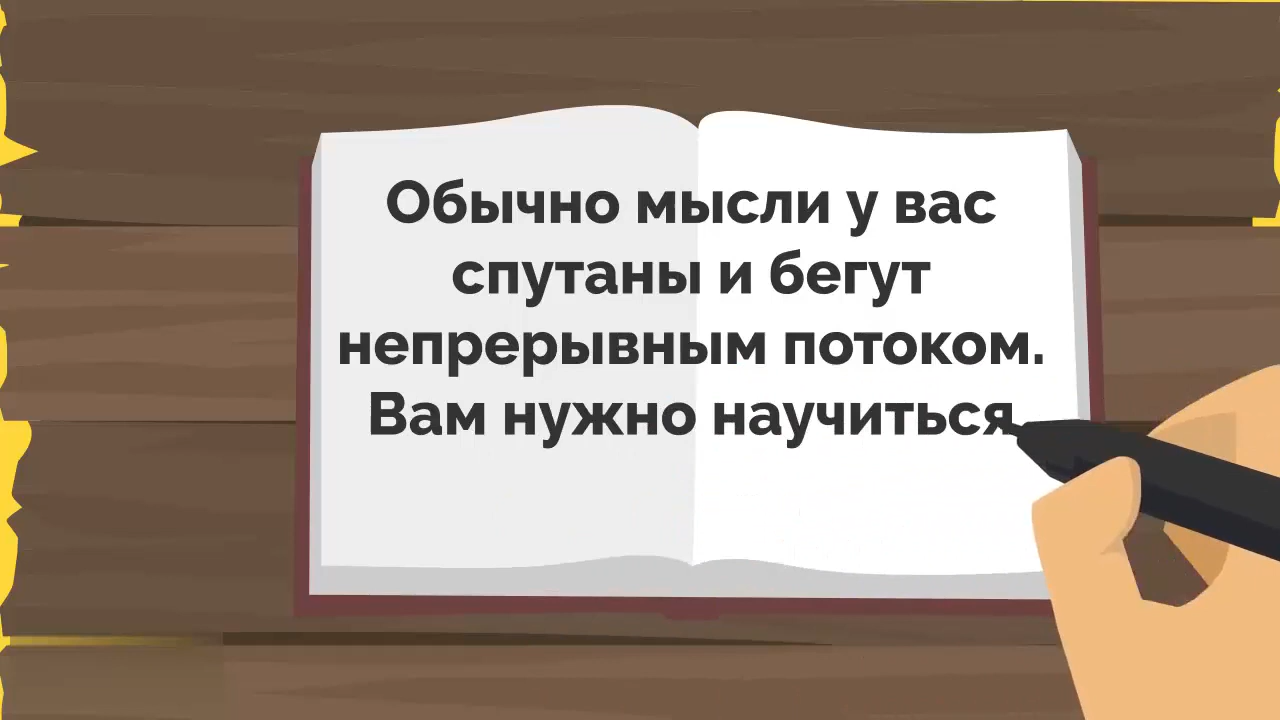 Обычно мысли у вас
спутаны и бегут
непрерывным потоком.
Вам нужно научиться